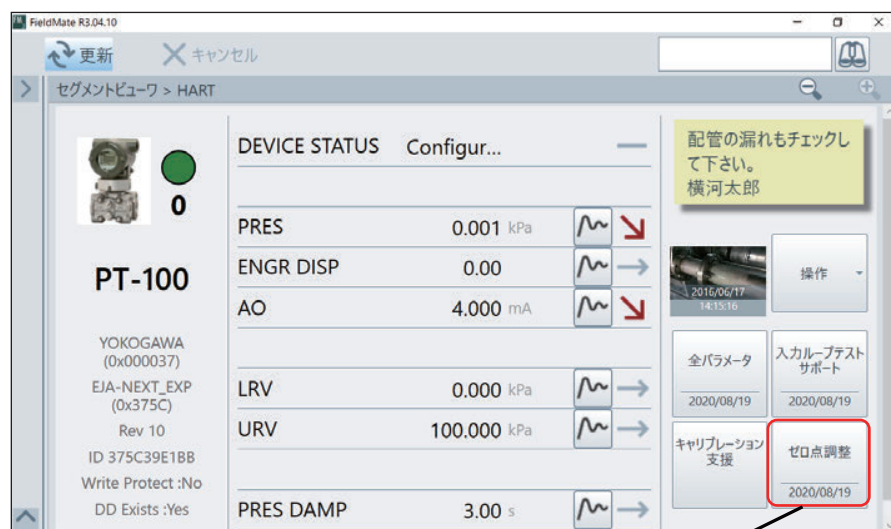 FieldMate R3.04.10
更新
キャンセル
セグメントビューワ > HART
0
PT-100
YOKOGAWA
(0x000037)
EJA-NEXT_EXP
(0x375C)
Rev 10
ID 375C39E1BB
Write Protect :No
DD Exists :Yes
DEVICE STATUS Configur...
PRES 0.001 kPa
ENGR DISP 0.00
AO 4.000 mA
LRV 0.000 kPa
URV 100.000 kPa
PRES DAMP 3.00 s
配管の漏れもチェックし
て下さい。
横河太郎
2016/06/17
14:15:16
操作
全パラメータ
2020/08/19
入力ループテスト
サポート
2020/08/19
キャリブレーション
支援
ゼロ点調整
2020/08/19